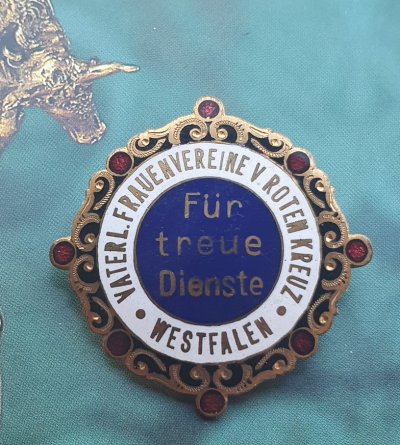 VATERL. FRAUENVEREINE V. ROTEN KREUZ
• WESTFALEN •
Für
treue
Dienste